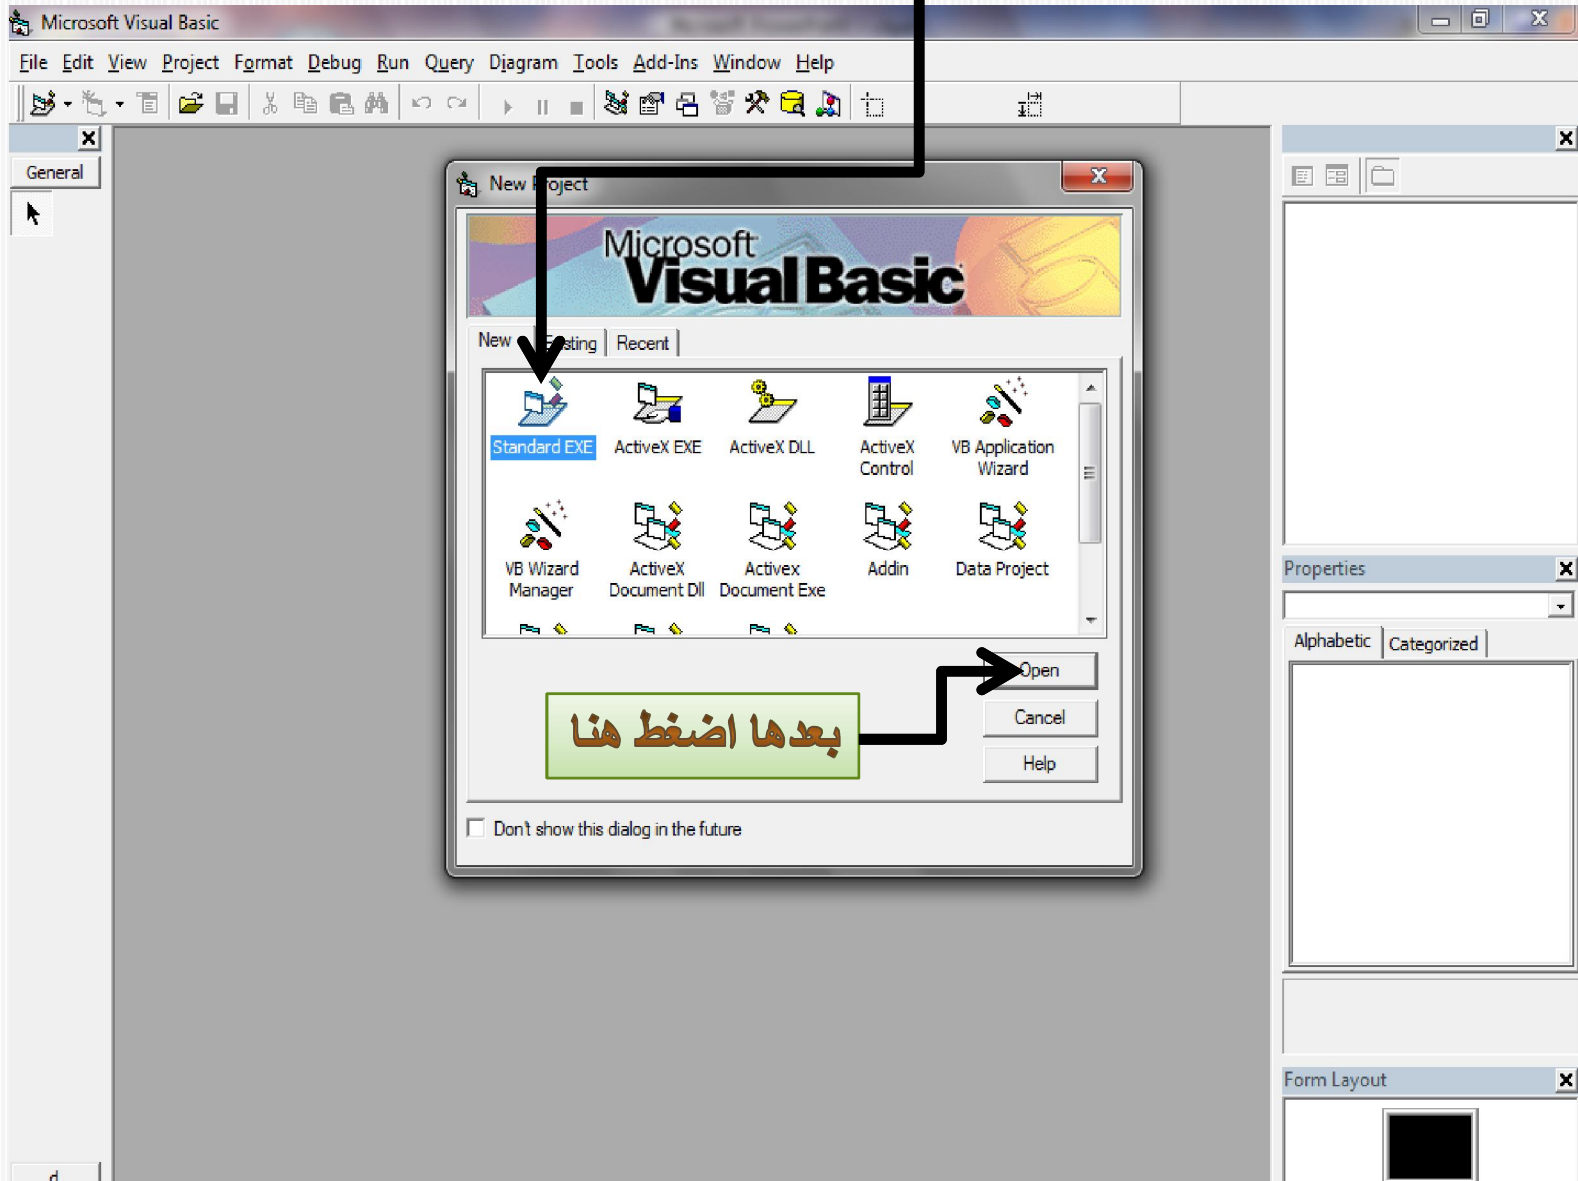 Microsoft Visual Basic
File Edit View Project Format Debug Run Query Diagram Tools Add-Ins Window Help
General
New Project
Microsoft
Visual Basic
New Existing Recent
Standard EXE ActiveX EXE ActiveX DLL ActiveX Control VB Application Wizard
VB Wizard Manager ActiveX Document Dll Activex Document Exe Addin Data Project
Open
بعدها اضغط هنا
Cancel
Help
Don't show this dialog in the future
Properties
Alphabetic Categorized
Form Layout